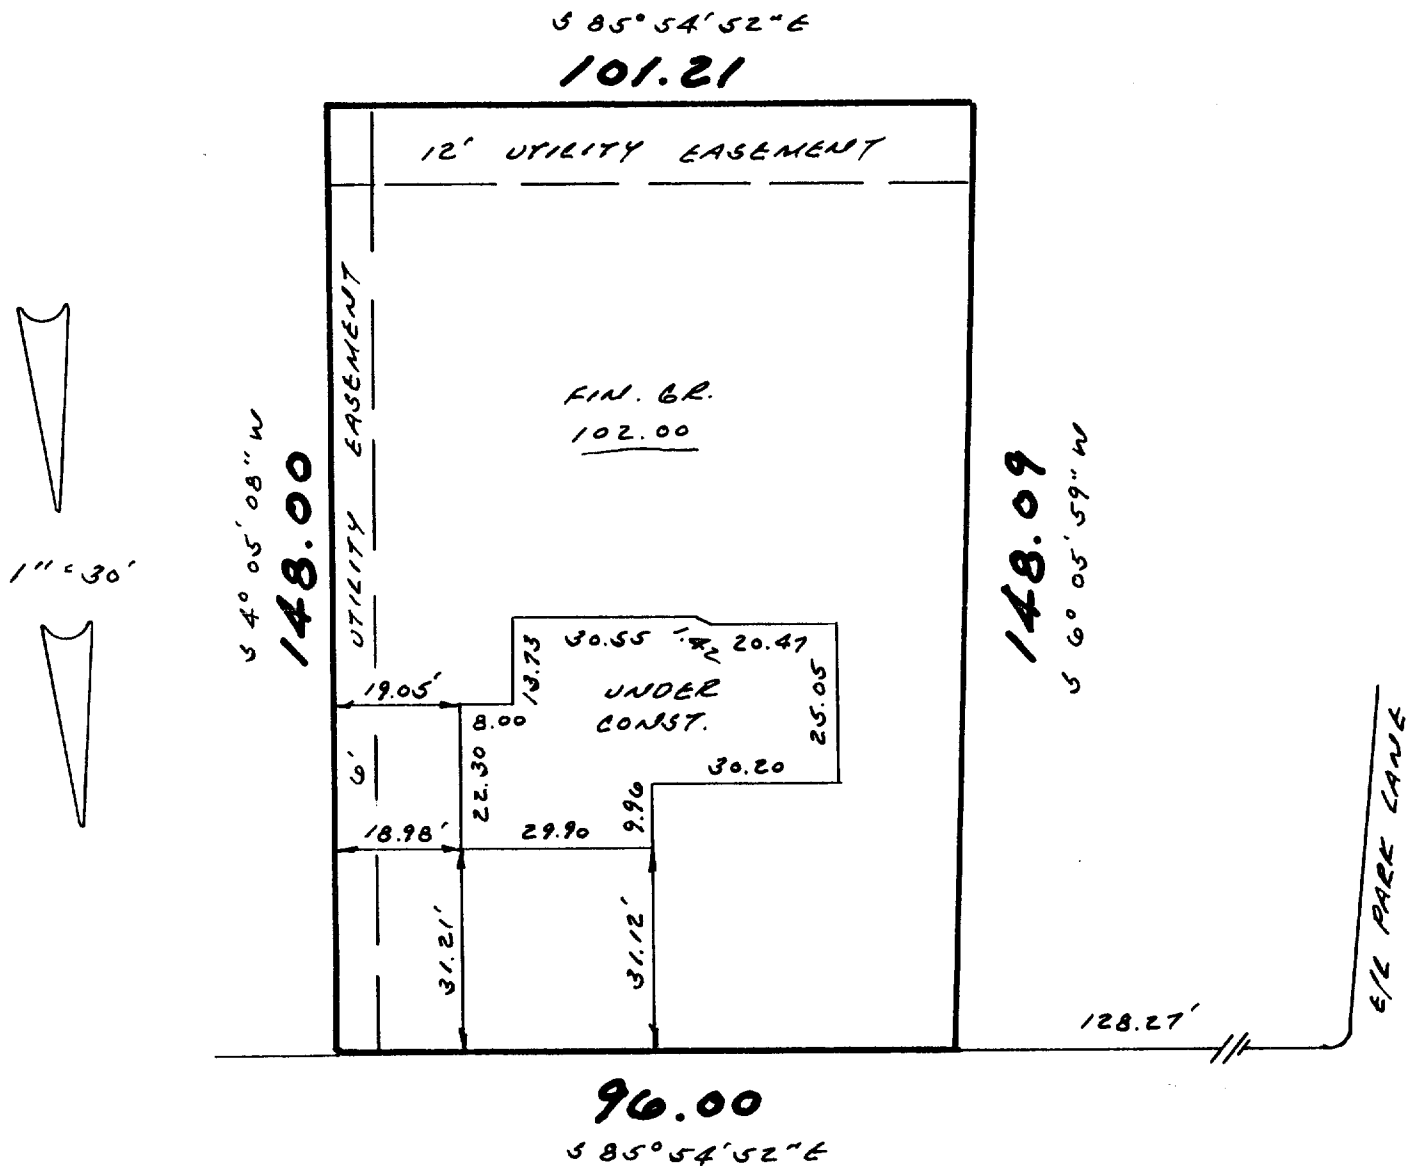 S 85° 54' 52" E
101.21
12' UTILITY EASEMENT
UTILITY EASEMENT
6'
FIN. GR.
102.00
S 4° 05' 08" W
148.00
148.09
S 6° 05' 59" W
1" = 30'
30.55
1.42
20.47
13.73
UNDER
CONST.
25.05
19.05'
8.00
22.30
30.20
9.96
18.98'
29.90
31.21'
31.12'
128.27'
E/L PARK LANE
96.00
S 85° 54' 52" E